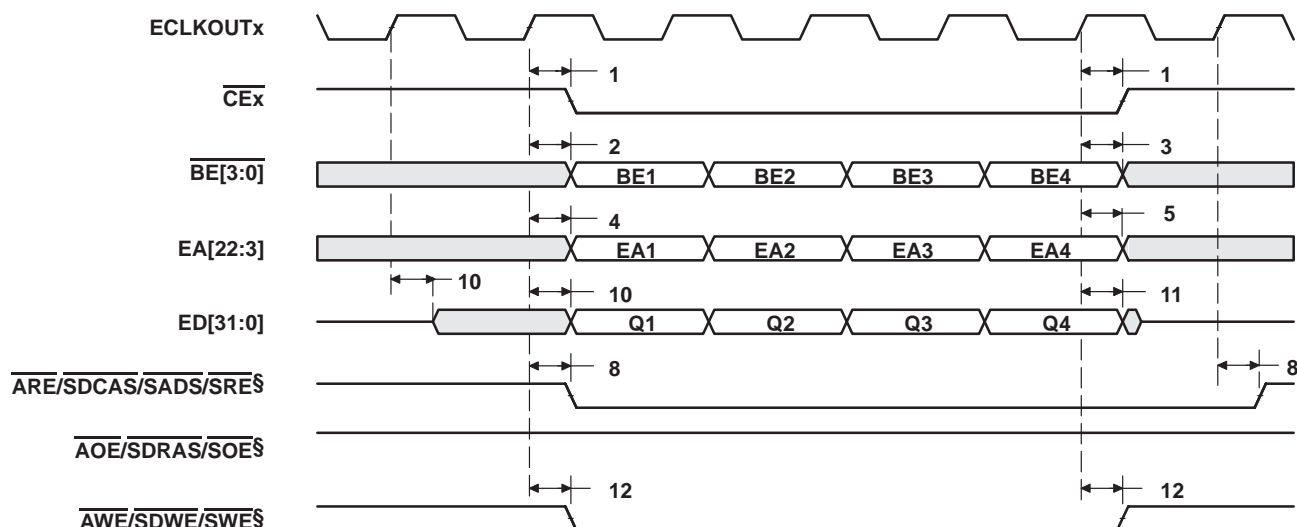 ECLKOUTx
1 1
CEx
2 3
BE[3:0]
BE1 BE2 BE3 BE4
4 5
EA[22:3]
EA1 EA2 EA3 EA4
10 10 11
ED[31:0]
Q1 Q2 Q3 Q4
8 8
ARE/SDCAS/SADS/SRE§
AOE/SDRAS/SOE§
12 12
AWE/SDWE/SWE§